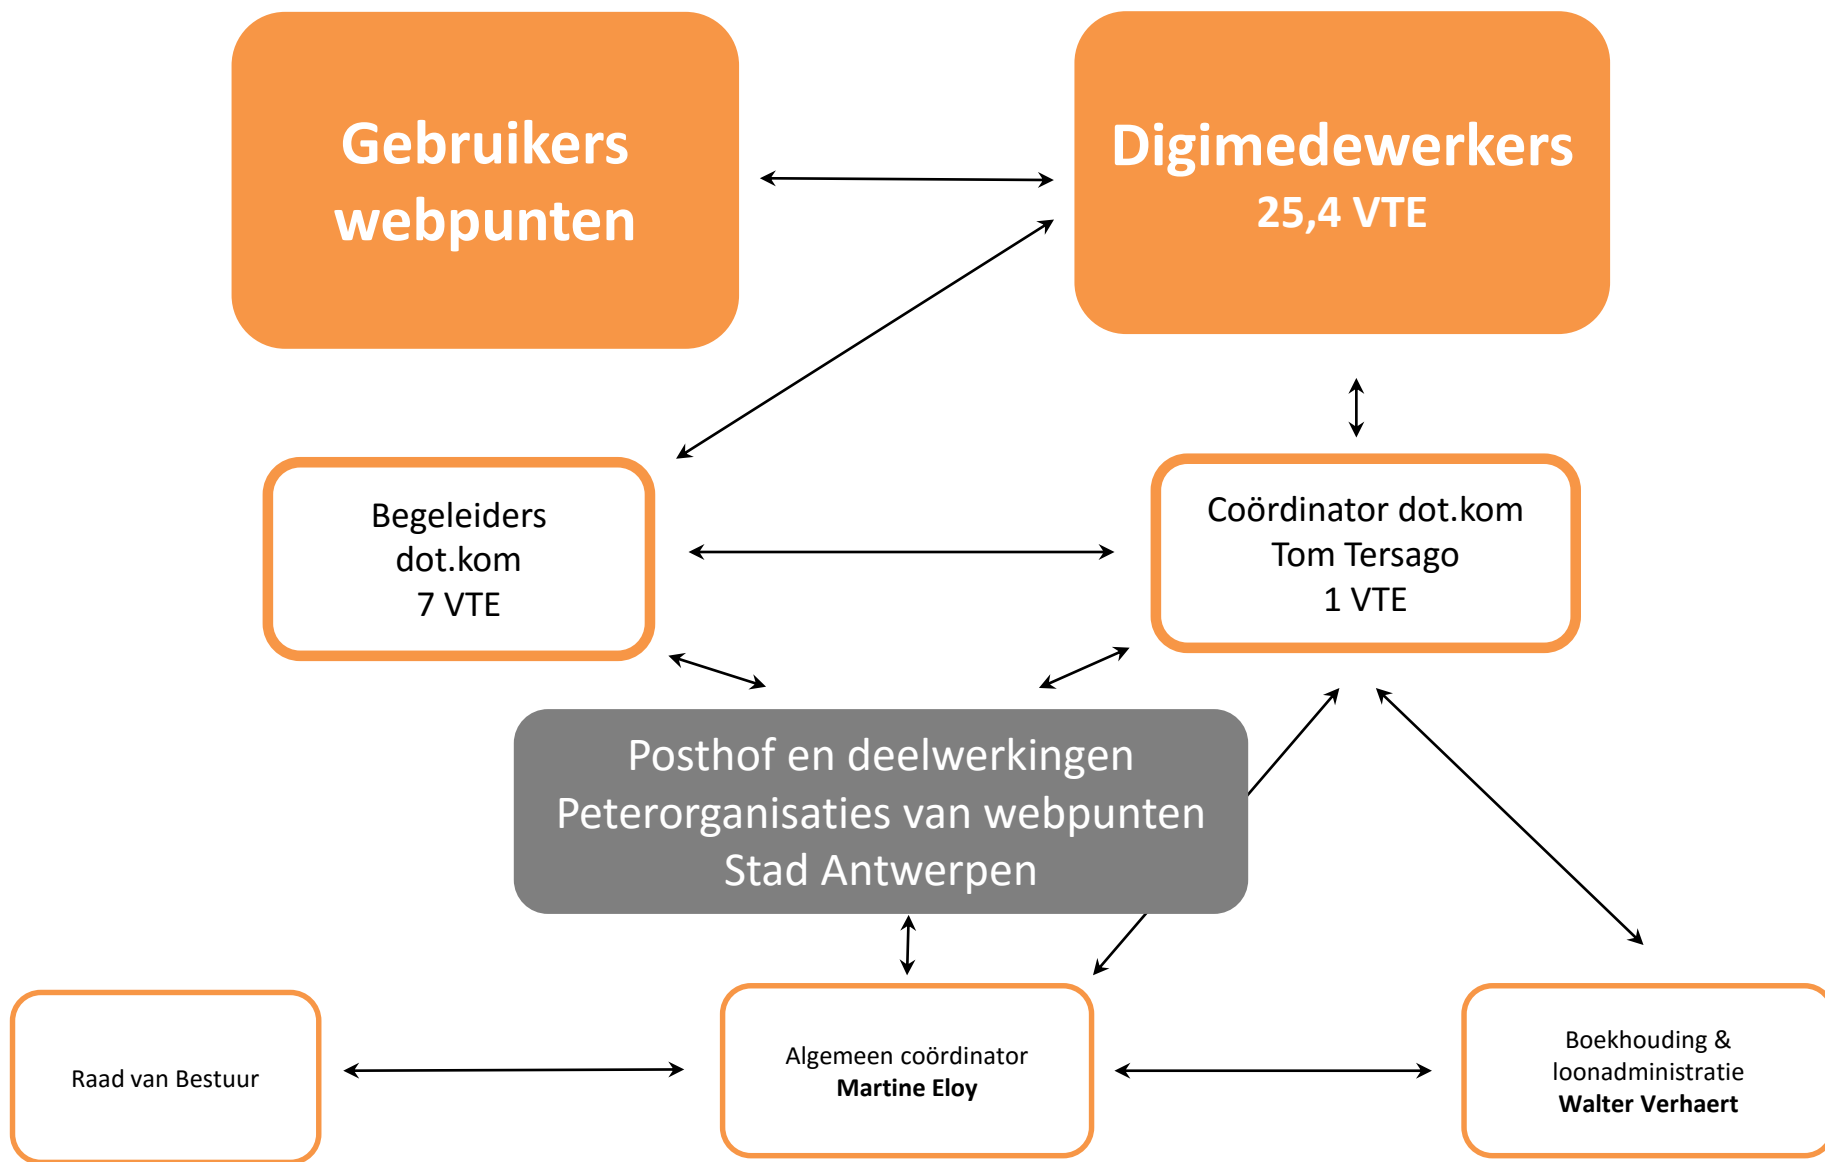 Gebruikers
webpunten
Digimedewerkers
25,4 VTE
Begeleiders
dot.kom
7 VTE
Coördinator dot.kom
Tom Tersago
1 VTE
Posthof en deelwerkingen
Peterorganisaties van webpunten
Stad Antwerpen
Raad van Bestuur
Algemeen coördinator
Martine Eloy
Boekhouding &
loonadministratie
Walter Verhaert